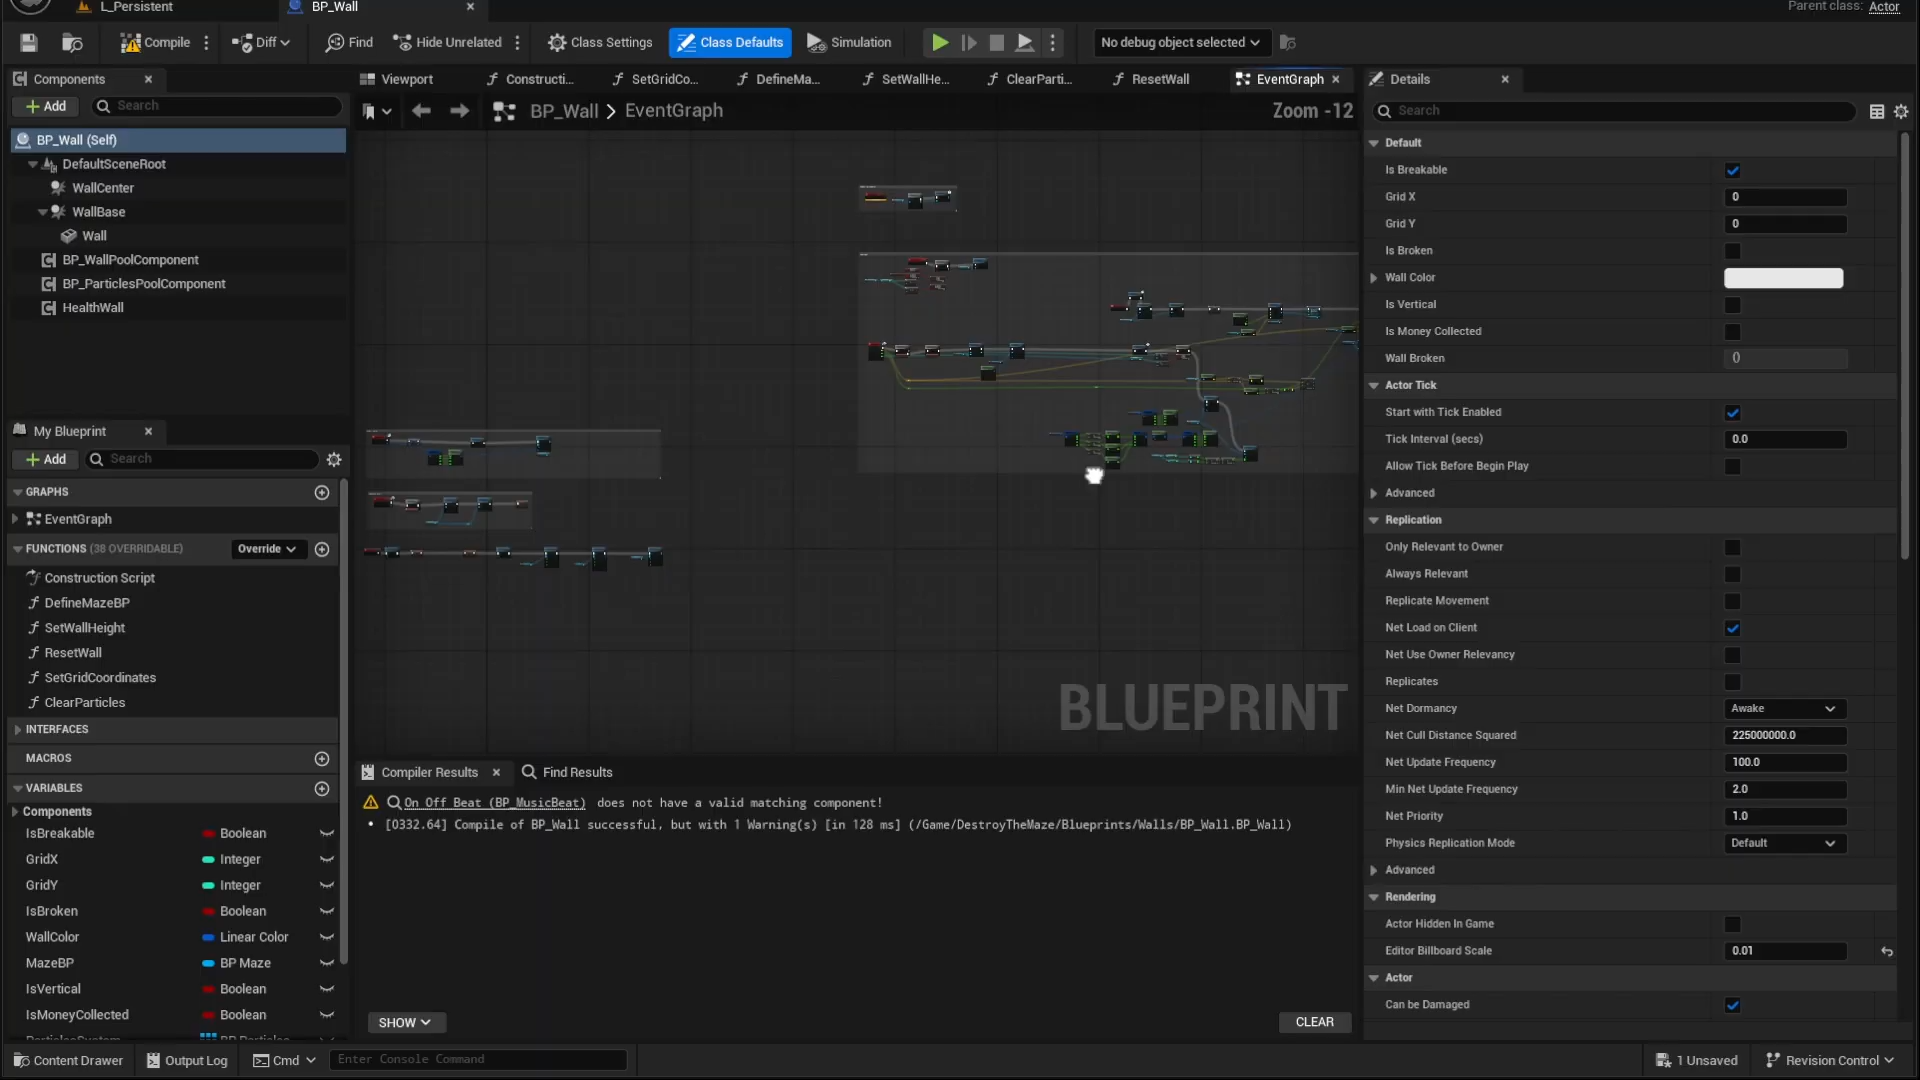 L_Persistent
BP_Wall
Parent class: Actor
Compile
Diff
Find
Hide Unrelated
Class Settings
Class Defaults
Simulation
No debug object selected
Components
Viewport
Constructi...
SetGridCo...
DefineMa...
SetWallHe...
ClearParti...
ResetWall
EventGraph
Details
Add
Search
BP_Wall > EventGraph
Zoom -12
Search
BP_Wall (Self)
DefaultSceneRoot
WallCenter
WallBase
Wall
BP_WallPoolComponent
BP_ParticlesPoolComponent
HealthWall
My Blueprint
Add
Search
GRAPHS
EventGraph
FUNCTIONS (38 OVERRIDABLE)
Override
Construction Script
DefineMazeBP
SetWallHeight
ResetWall
SetGridCoordinates
ClearParticles
INTERFACES
MACROS
VARIABLES
Components
IsBreakable Boolean
GridX Integer
GridY Integer
IsBroken Boolean
WallColor Linear Color
MazeBP BP Maze
IsVertical Boolean
IsMoneyCollected Boolean
ParticlesSystem BP Particles
BLUEPRINT
Compiler Results
Find Results
On Off Beat (BP_MusicBeat) does not have a valid matching component!
[0332.64] Compile of BP_Wall successful, but with 1 Warning(s) [in 128 ms] (/Game/DestroyTheMaze/Blueprints/Walls/BP_Wall.BP_Wall)
SHOW
CLEAR
Default
Is Breakable
Grid X 0
Grid Y 0
Is Broken
Wall Color
Is Vertical
Is Money Collected
Wall Broken 0
Actor Tick
Start with Tick Enabled
Tick Interval (secs) 0.0
Allow Tick Before Begin Play
Advanced
Replication
Only Relevant to Owner
Always Relevant
Replicate Movement
Net Load on Client
Net Use Owner Relevancy
Replicates
Net Dormancy Awake
Net Cull Distance Squared 225000000.0
Net Update Frequency 100.0
Min Net Update Frequency 2.0
Net Priority 1.0
Physics Replication Mode Default
Advanced
Rendering
Actor Hidden In Game
Editor Billboard Scale 0.01
Actor
Can be Damaged
Content Drawer
Output Log
Cmd
Enter Console Command
1 Unsaved
Revision Control